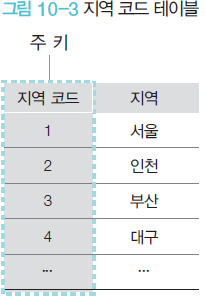 그림 10-3 지역 코드 테이블
주 키
지역 코드 지역
1 서울
2 인천
3 부산
4 대구
... ...